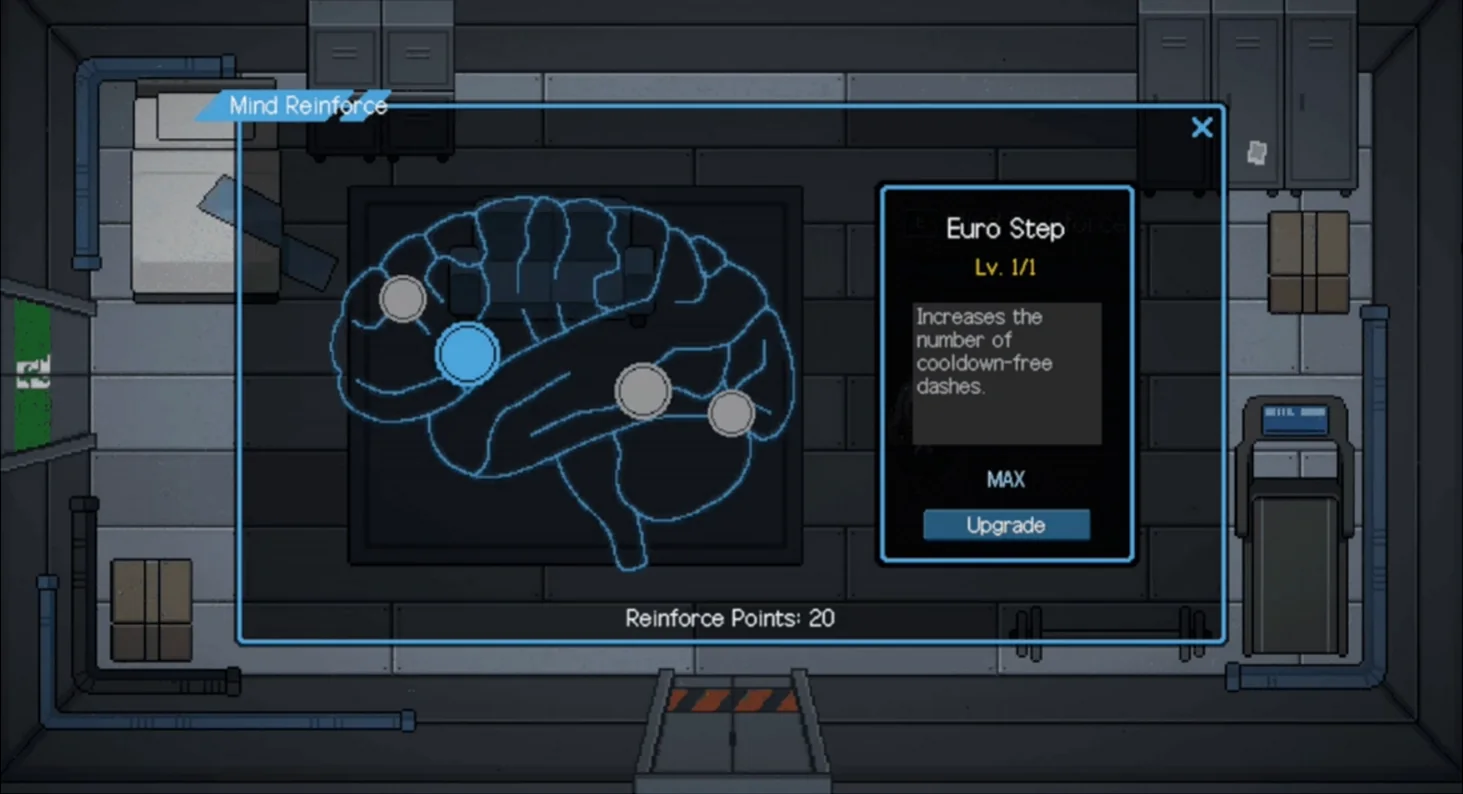 Mind Reinforce
Euro Step
Lv. 1/1
Increases the
number of
cooldown-free
dashes.
MAX
Upgrade
Reinforce Points: 20